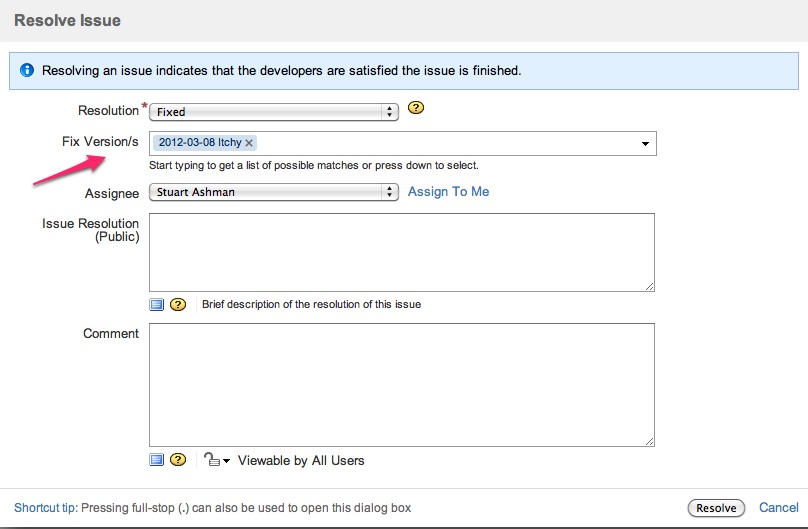 Resolve Issue
Resolving an issue indicates that the developers are satisfied the issue is finished.
Resolution * Fixed
Fix Version/s 2012-03-08 Itchy
Start typing to get a list of possible matches or press down to select.
Assignee Stuart Ashman Assign To Me
Issue Resolution
(Public)
Brief description of the resolution of this issue
Comment
Viewable by All Users
Shortcut tip: Pressing full-stop (.) can also be used to open this dialog box Resolve Cancel